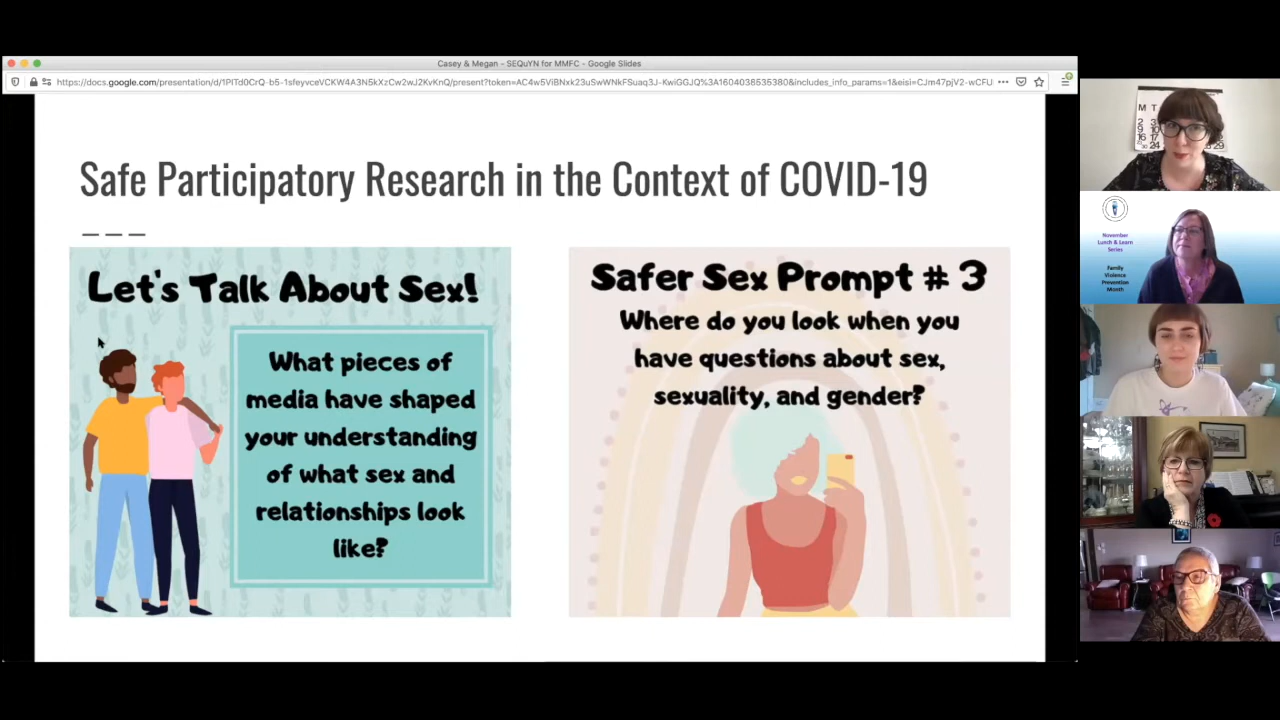 Casey & Megan - SEQuYN for MMFC - Google Slides
Safe Participatory Research in the Context of COVID-19
Let's Talk About Sex!
What pieces of
media have shaped
your understanding
of what sex and
relationships look
like?
Safer Sex Prompt # 3
Where do you look when you
have questions about sex,
sexuality, and gender?
M T
November
Lunch & Learn
Series
Family
Violence
Prevention
Month